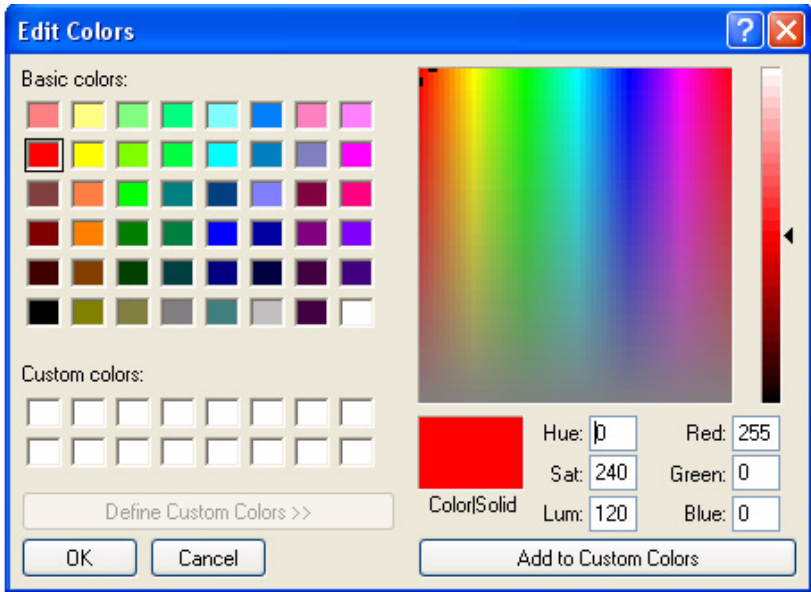 Edit Colors
Basic colors:
Custom colors:
Define Custom Colors >>
OK Cancel
Color|Solid
Hue: 0 Red: 255
Sat: 240 Green: 0
Lum: 120 Blue: 0
Add to Custom Colors